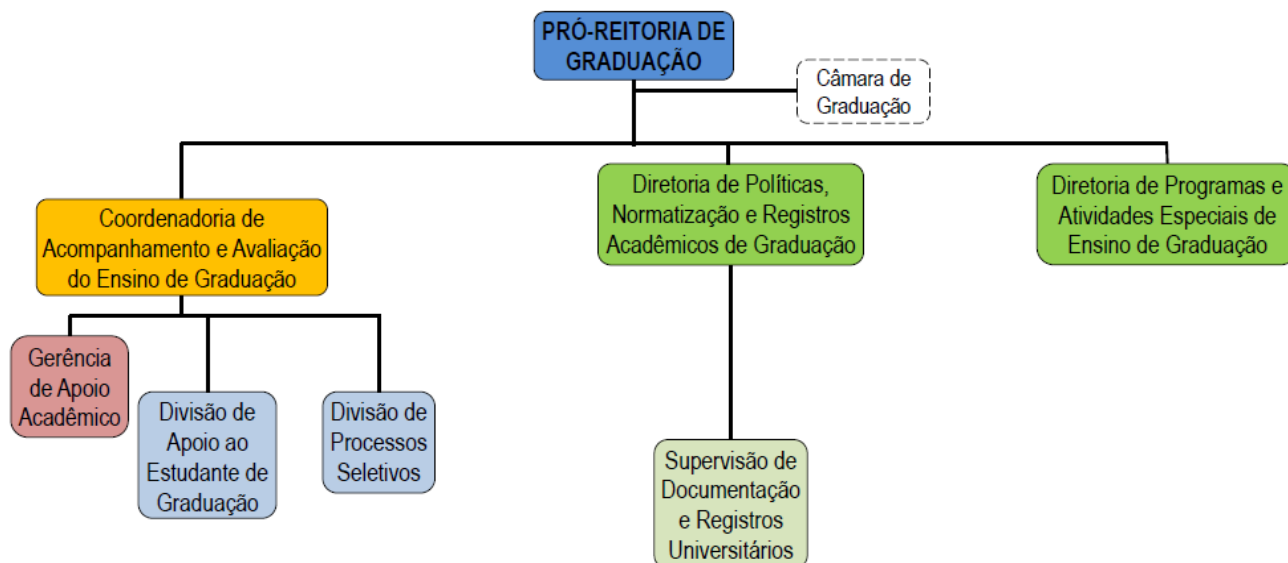 PRÓ-REITORIA DE
GRADUAÇÃO
Câmara de
Graduação
Coordenadoria de
Acompanhamento e Avaliação
do Ensino de Graduação
Diretoria de Políticas,
Normatização e Registros
Acadêmicos de Graduação
Diretoria de Programas e
Atividades Especiais de
Ensino de Graduação
Gerência
de Apoio
Acadêmico
Divisão de
Apoio ao
Estudante de
Graduação
Divisão de
Processos
Seletivos
Supervisão de
Documentação
e Registros
Universitários